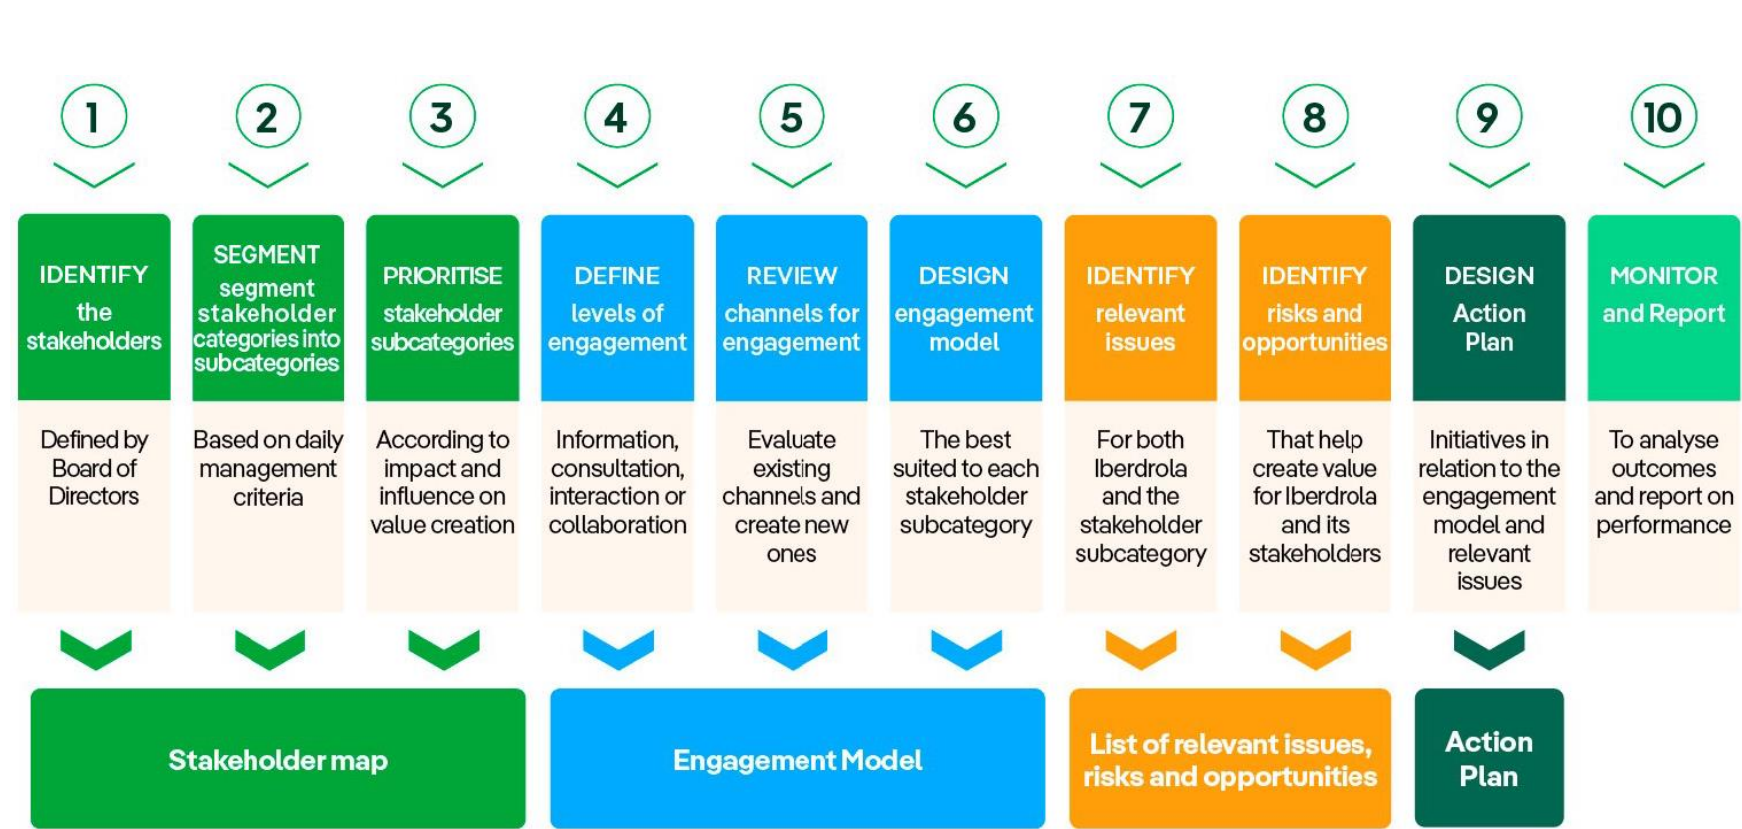 1
2
3
4
5
6
7
8
9
10
IDENTIFY
the
stakeholders
SEGMENT
segment
stakeholder
categories into
subcategories
PRIORITISE
stakeholder
subcategories
DEFINE
levels of
engagement
REVIEW
channels for
engagement
DESIGN
engagement
model
IDENTIFY
relevant
issues
IDENTIFY
risks and
opportunities
DESIGN
Action
Plan
MONITOR
and Report
Defined by
Board of
Directors
Based on daily
management
criteria
According to
impact and
influence on
value creation
Information,
consultation,
interaction or
collaboration
Evaluate
existing
channels and
create new
ones
The best
suited to each
stakeholder
subcategory
For both
Iberdrola
and the
stakeholder
subcategory
That help
create value
for Iberdrola
and its
stakeholders
Initiatives in
relation to the
engagement
model and
relevant
issues
To analyse
outcomes
and report on
performance
Stakeholder map
Engagement Model
List of relevant issues,
risks and opportunities
Action
Plan